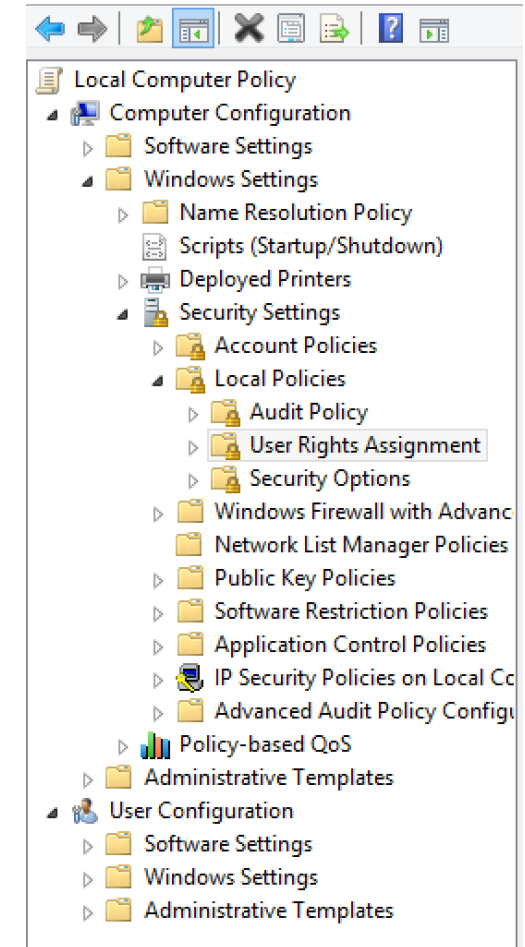 Local Computer Policy
Computer Configuration
Software Settings
Windows Settings
Name Resolution Policy
Scripts (Startup/Shutdown)
Deployed Printers
Security Settings
Account Policies
Local Policies
Audit Policy
User Rights Assignment
Security Options
Windows Firewall with Advanc
Network List Manager Policies
Public Key Policies
Software Restriction Policies
Application Control Policies
IP Security Policies on Local Co
Advanced Audit Policy Configu
Policy-based QoS
Administrative Templates
User Configuration
Software Settings
Windows Settings
Administrative Templates